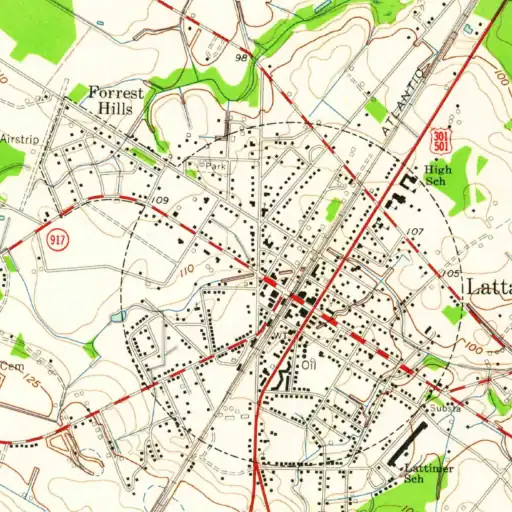 98
100
ATLANTIC
Forrest
Hills
110
301
501
Airstrip
Park
High
Sch
109
107
917
110
105
Latta
100
Oil
Cem
125
Substa
Lattimer
Sch